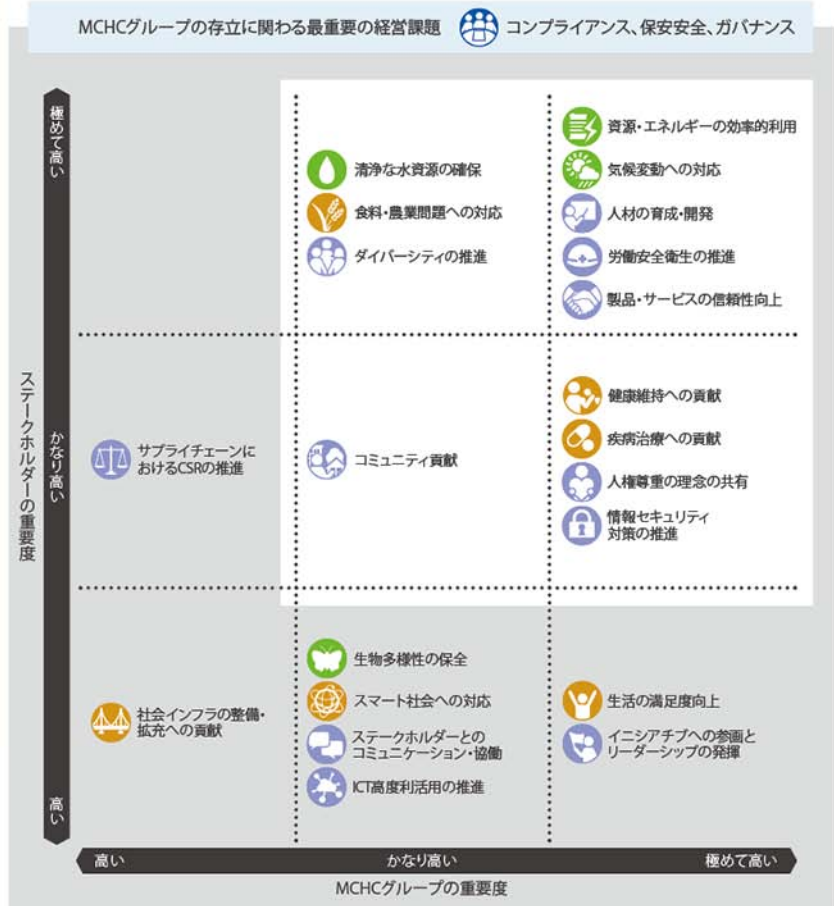 MCHCグループの存立に関わる最重要の経営課題 コンプライアンス、保安安全、ガバナンス
極めて高い
清浄な水資源の確保
食料・農業問題への対応
ダイバーシティの推進
資源・エネルギーの効率的利用
気候変動への対応
人材の育成・開発
労働安全衛生の推進
製品・サービスの信頼性向上
ステークホルダーの重要度
かなり高い
サプライチェーンに
おけるCSRの推進
コミュニティ貢献
健康維持への貢献
疾病治療への貢献
人権尊重の理念の共有
情報セキュリティ
対策の推進
高い
社会インフラの整備・
拡充への貢献
生物多様性の保全
スマート社会への対応
ステークホルダーとの
コミュニケーション・協働
ICT高度利活用の推進
生活の満足度向上
イニシアチブへの参画と
リーダーシップの発揮
高い かなり高い 極めて高い
MCHCグループの重要度